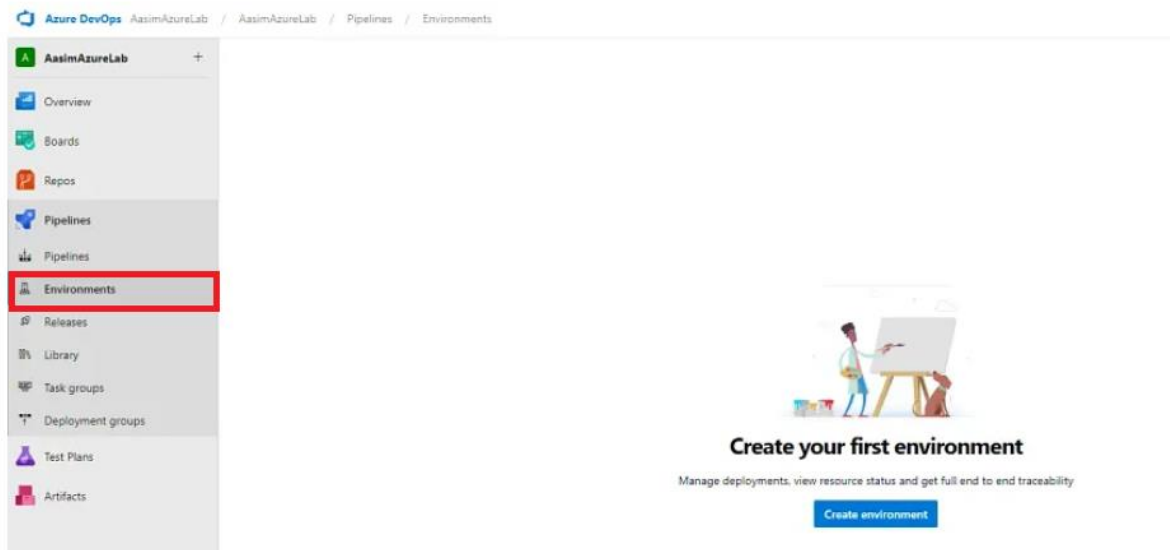 Azure DevOps AasimAzureLab / AasimAzureLab / Pipelines / Environments
A AasimAzureLab +
Overview
Boards
Repos
Pipelines
Pipelines
Environments
Releases
Library
Task groups
Deployment groups
Test Plans
Artifacts
Create your first environment
Manage deployments, view resource status and get full end to end traceability
Create environment